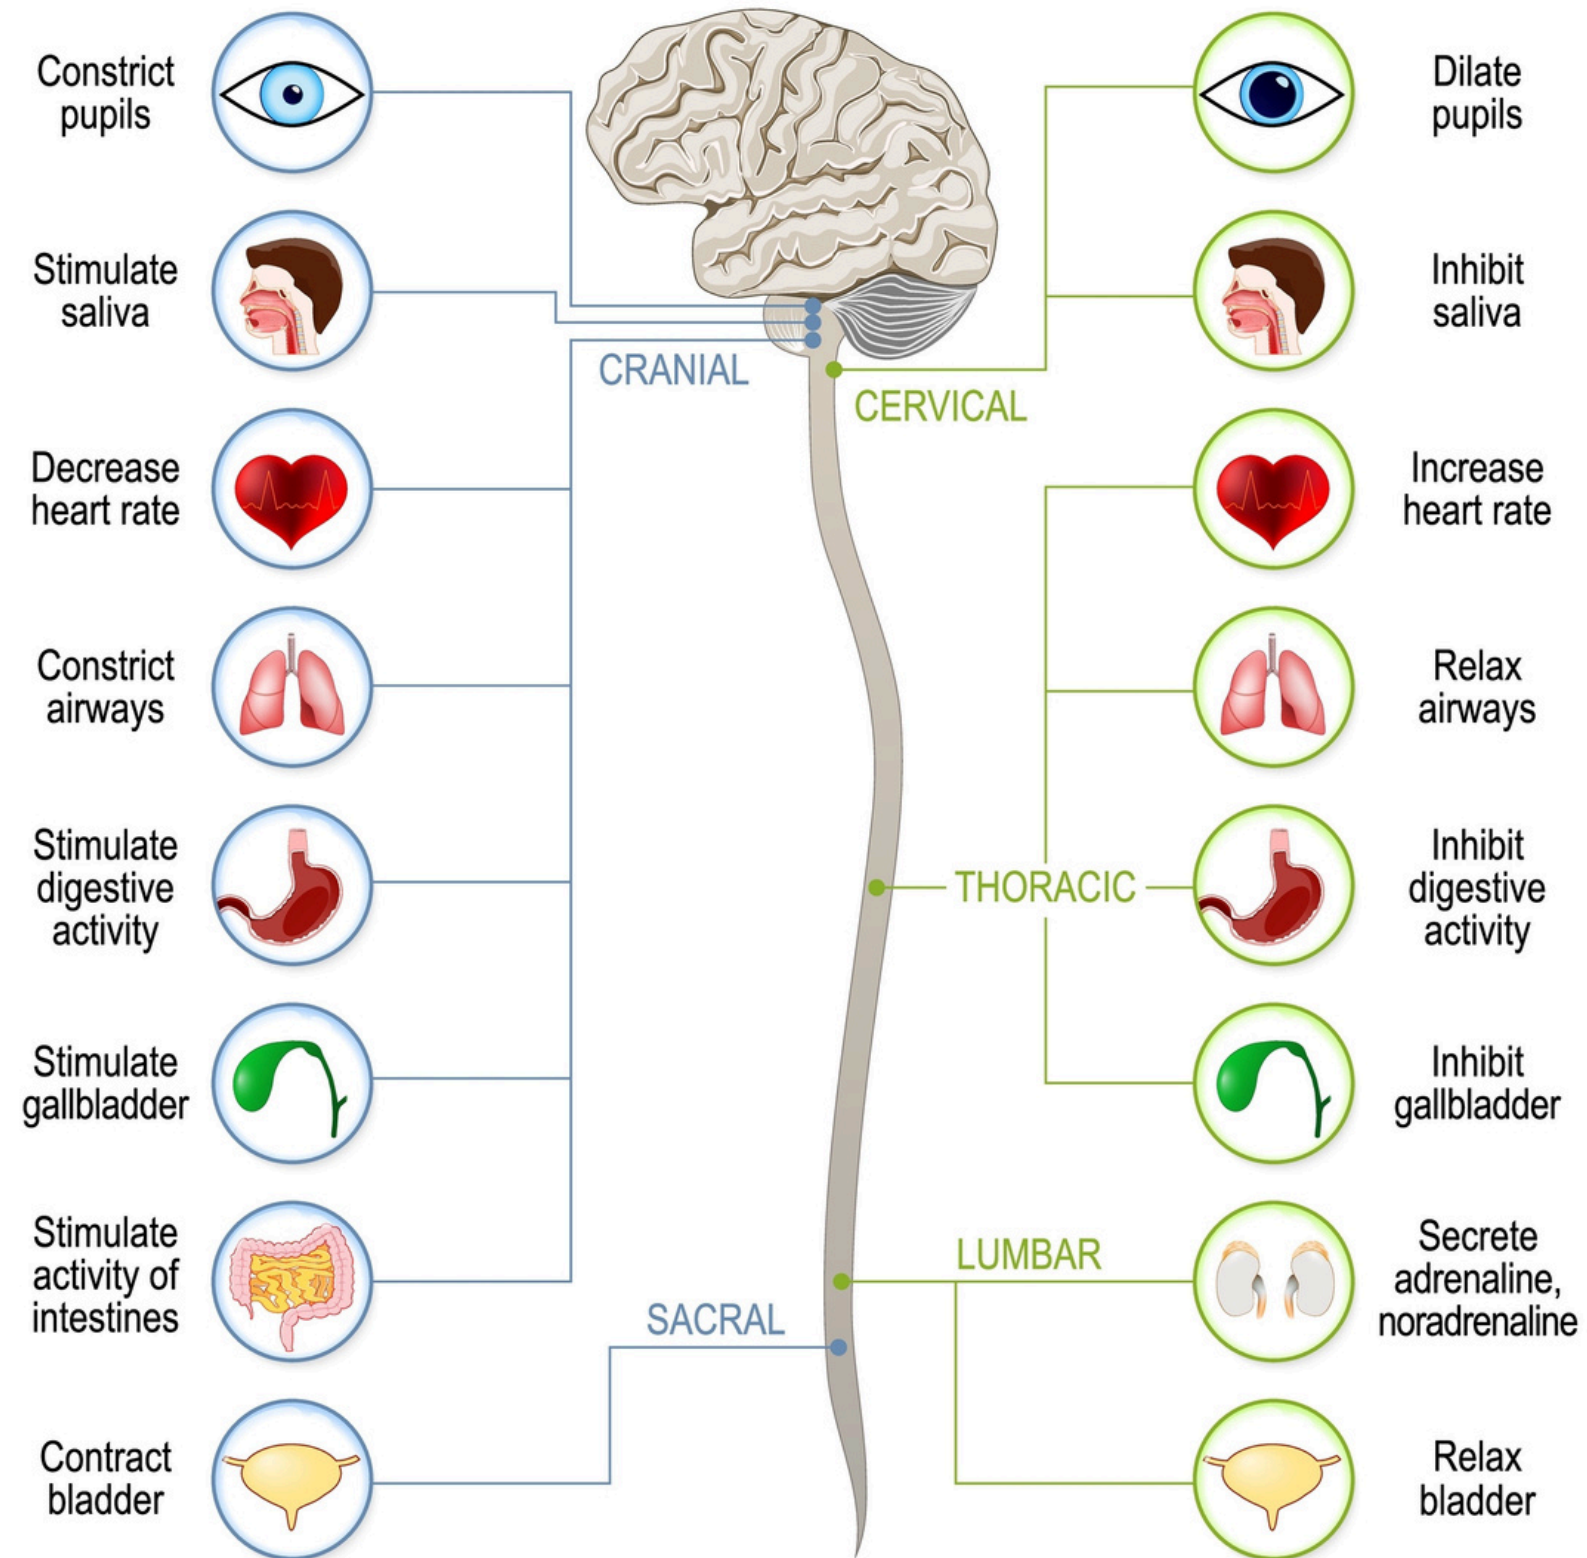 Constrict
pupils
Stimulate
saliva
Decrease
heart rate
Constrict
airways
Stimulate
digestive
activity
Stimulate
gallbladder
Stimulate
activity of
intestines
Contract
bladder
CRANIAL
SACRAL
CERVICAL
THORACIC
LUMBAR
Dilate
pupils
Inhibit
saliva
Increase
heart rate
Relax
airways
Inhibit
digestive
activity
Inhibit
gallbladder
Secrete
adrenaline,
noradrenaline
Relax
bladder